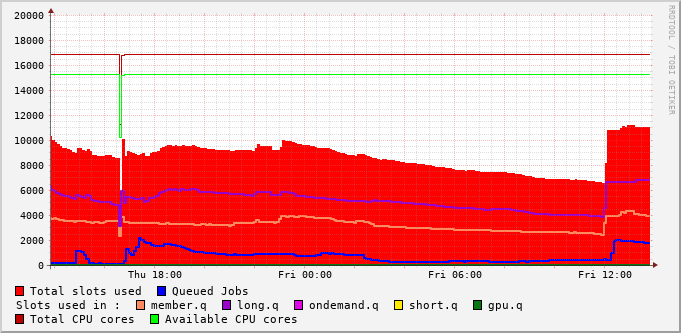 20000
18000
16000
14000
12000
10000
8000
6000
4000
2000
0
Thu 18:00 Fri 00:00 Fri 06:00 Fri 12:00
RRDTOOL / TOBI OETIKER
Total slots used Queued Jobs
Slots used in : member.q long.q ondemand.q short.q gpu.q
Total CPU cores Available CPU cores